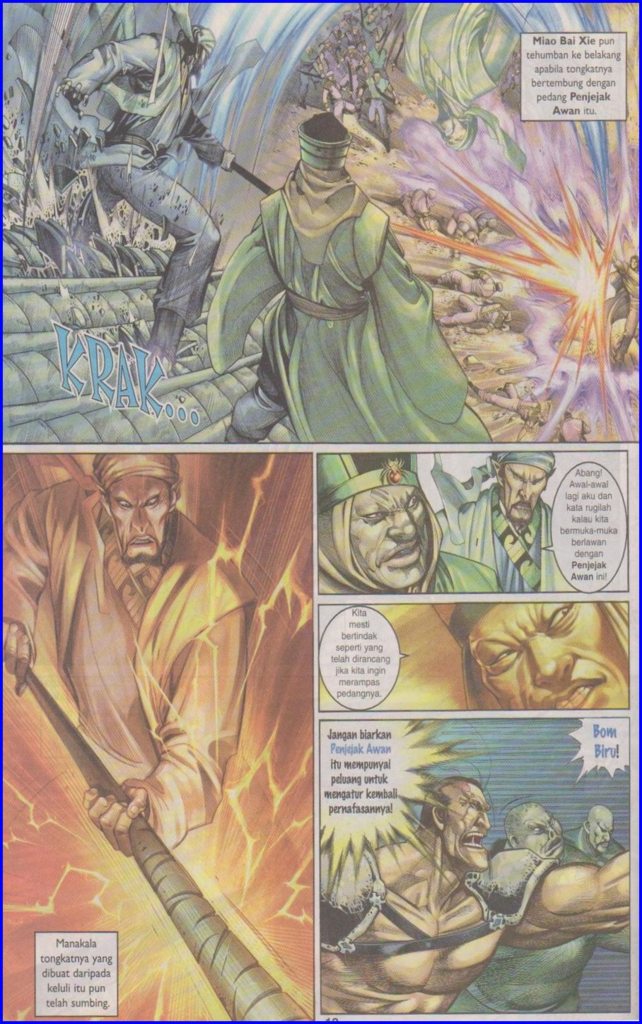 Miao Bai Xie pun
tehumban ke belakang
apabila tongkatnya
bertembung dengan
pedang Penjejak
Awan itu.
KRAK...
Manakala
tongkatnya yang
dibuat daripada
keluli itu pun
telah sumbing.
Abang!
Awal-awal
lagi aku dan
kata rugilah
kalau kita
bermuka-muka
berlawan
dengan
Penjejak
Awan ini!
Kita
mesti
bertindak
seperti yang
telah dirancang
jika kita ingin
merampas
pedangnya.
Jangan biarkan
Penjejak Awan
itu mempunyai
peluang untuk
mengatur kembali
pernafasannya!
Bom
Biru!